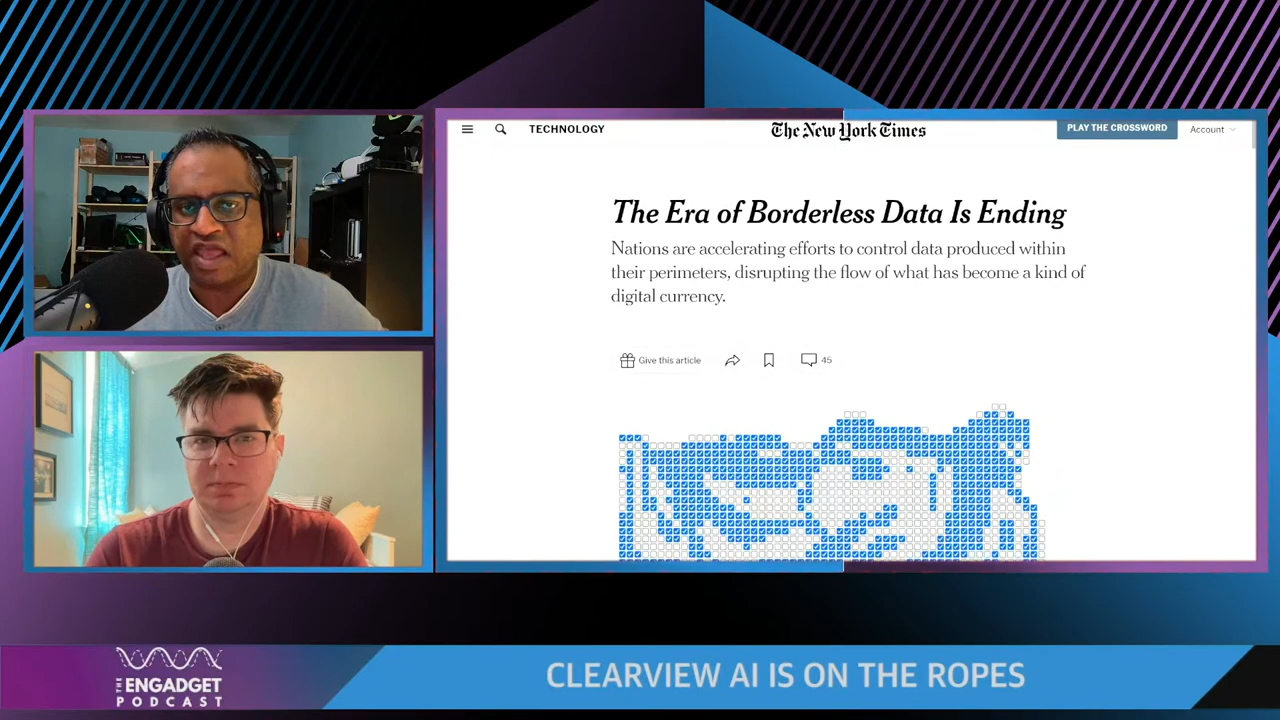 TECHNOLOGY
The New York Times
PLAY THE CROSSWORD
Account
The Era of Borderless Data Is Ending
Nations are accelerating efforts to control data produced within
their perimeters, disrupting the flow of what has become a kind of
digital currency.
Give this article
45
THE
ENGADGET
PODCAST
CLEARVIEW AI IS ON THE ROPES